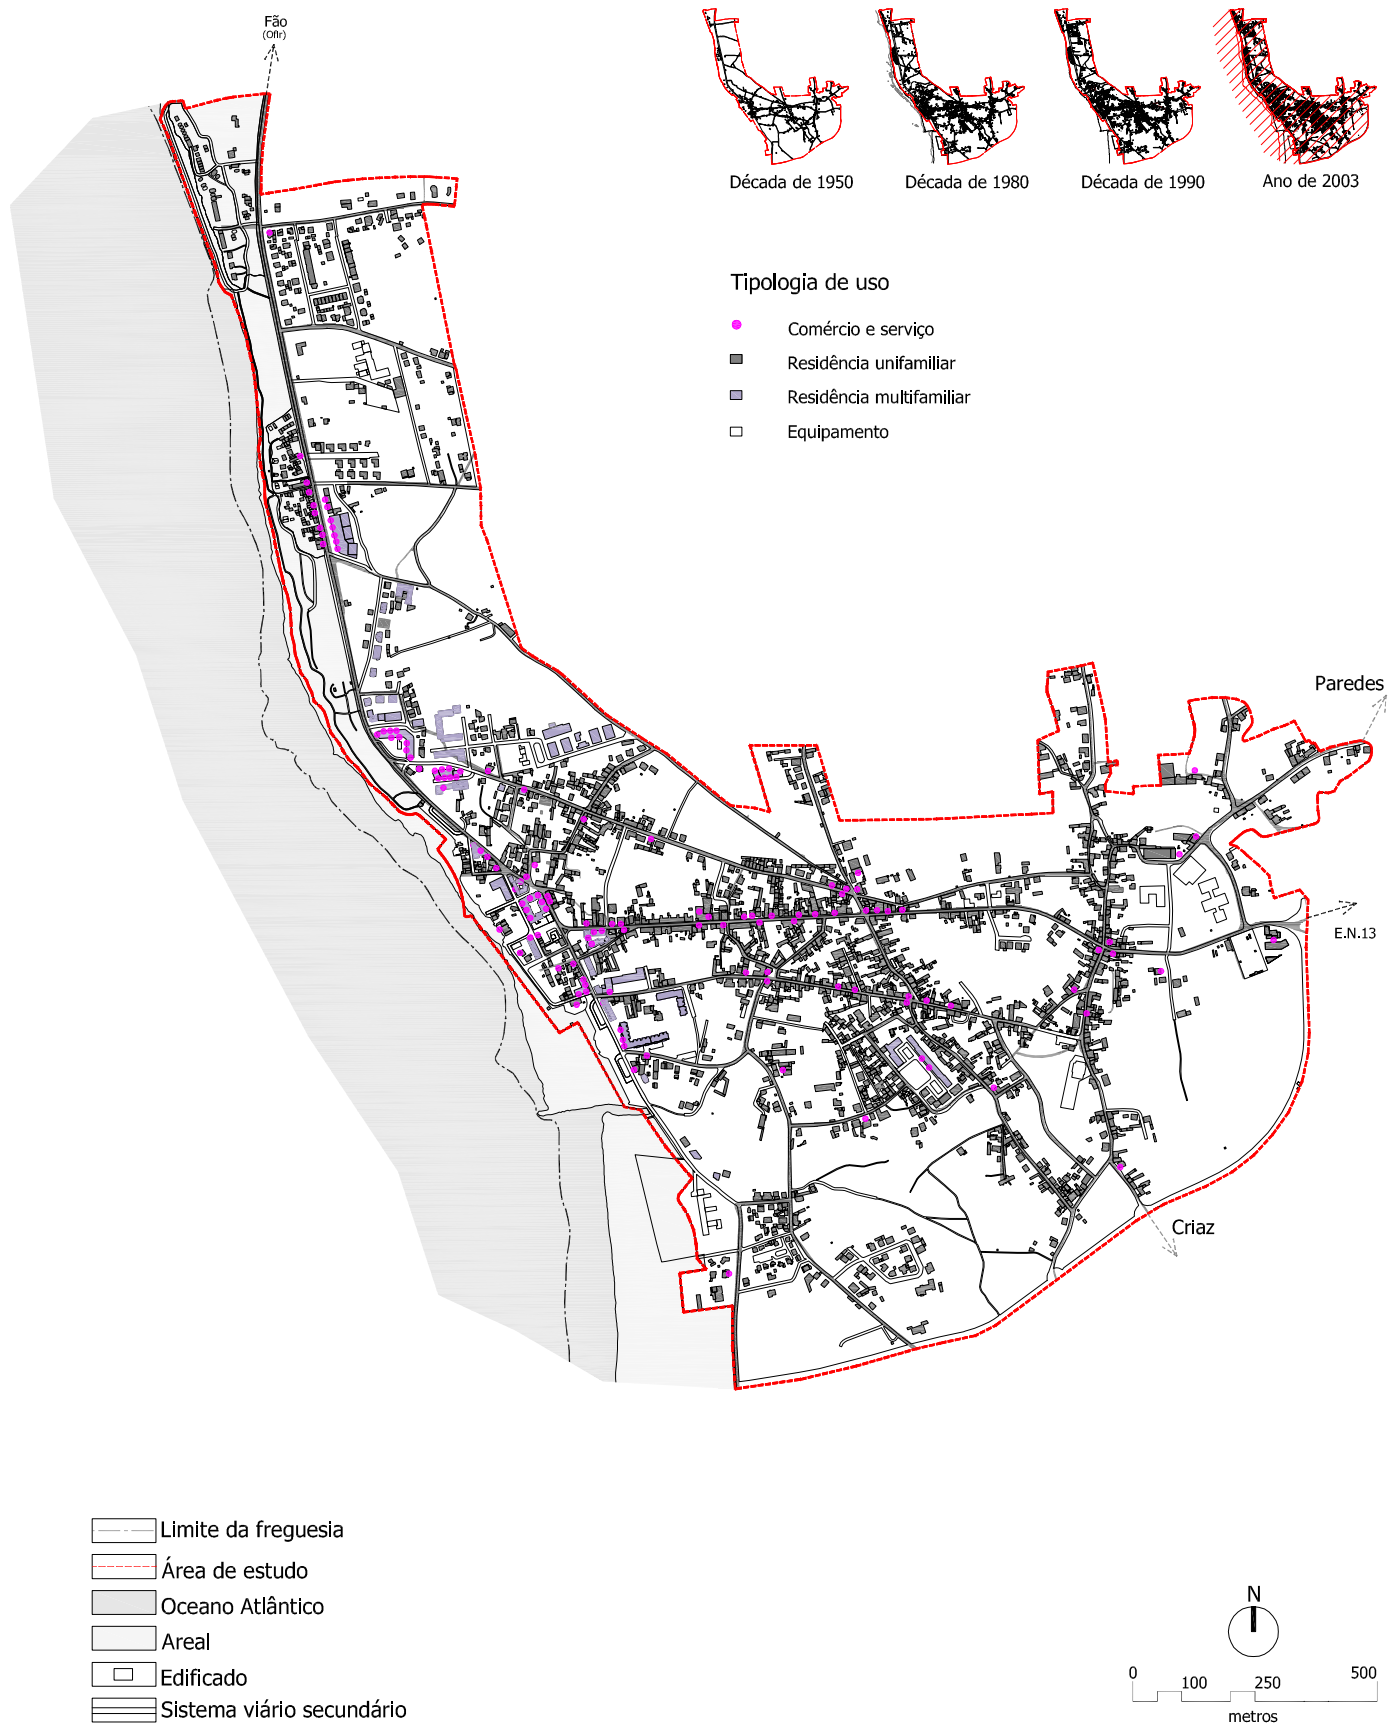 Fão
(Ofir)
Década de 1950
Década de 1980
Década de 1990
Ano de 2003
Tipologia de uso
Comércio e serviço
Residência unifamiliar
Residência multifamiliar
Equipamento
Paredes
E.N.13
Criaz
Limite da freguesia
Área de estudo
Oceano Atlântico
Areal
Edificado
Sistema viário secundário
N
0 100 250 500
metros